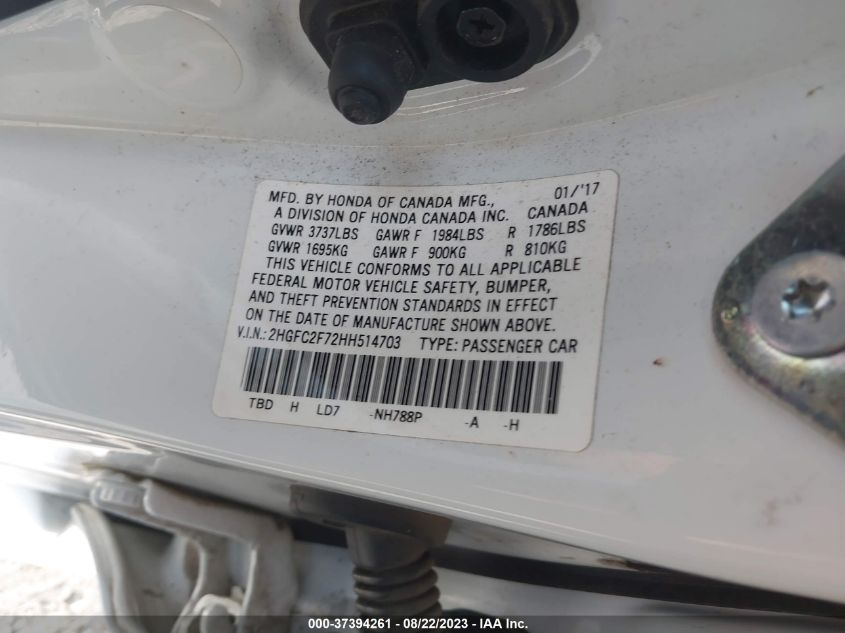 MFD. BY HONDA OF CANADA MFG., 01/'17
A DIVISION OF HONDA CANADA INC. CANADA
GVWR 3737LBS GAWR F 1984LBS R 1786LBS
GVWR 1695KG GAWR F 900KG R 810KG
THIS VEHICLE CONFORMS TO ALL APPLICABLE
FEDERAL MOTOR VEHICLE SAFETY, BUMPER,
AND THEFT PREVENTION STANDARDS IN EFFECT
ON THE DATE OF MANUFACTURE SHOWN ABOVE.
V.I.N.: 2HGFC2F72HH514703 TYPE: PASSENGER CAR
TBD H LD7 -NH788P -A -H
000-37394261 - 08/22/2023 - IAA Inc.